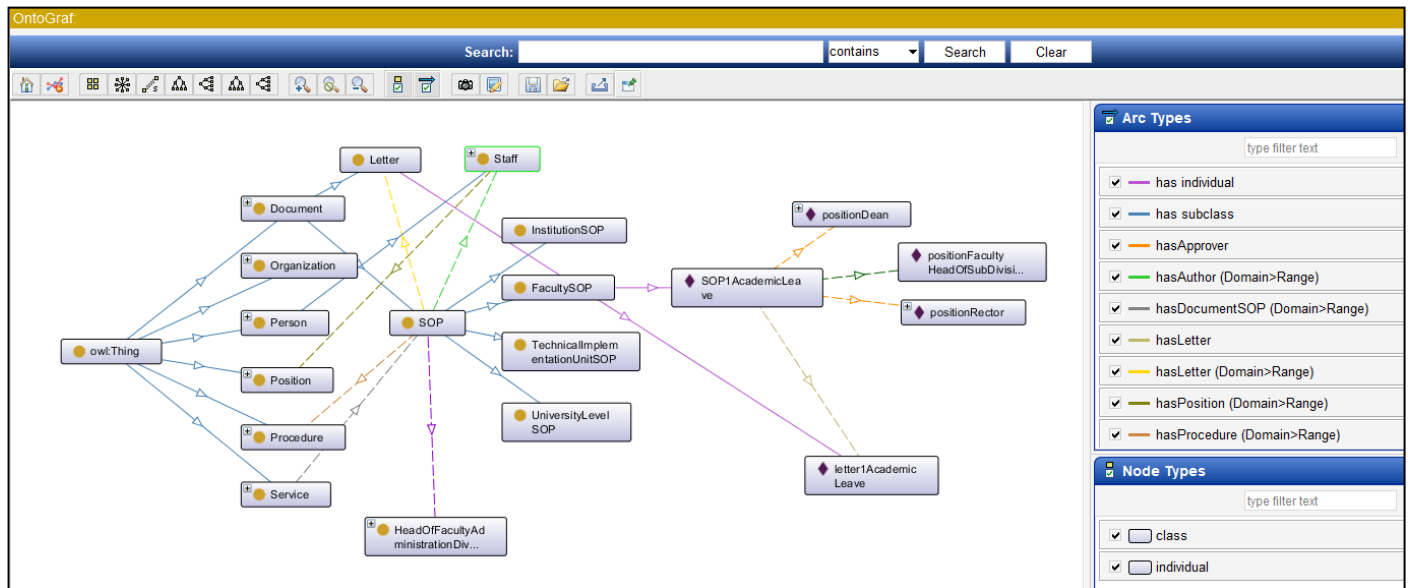 OntoGraf:
Search:
contains
Search
Clear
Letter
Staff
Document
Organization
Person
owl:Thing
Position
Procedure
Service
SOP
InstitutionSOP
FacultySOP
TechnicalImplem
entationUnitSOP
UniversityLevel
SOP
HeadOfFacultyAd
ministrationDiv...
SOP1AcademicLea
ve
positionDean
positionFaculty
HeadOfSubDivisi...
positionRector
letter1Academic
Leave
Arc Types
type filter text
has individual
has subclass
hasApprover
hasAuthor (Domain>Range)
hasDocumentSOP (Domain>Range)
hasLetter
hasLetter (Domain>Range)
hasPosition (Domain>Range)
hasProcedure (Domain>Range)
Node Types
type filter text
class
individual